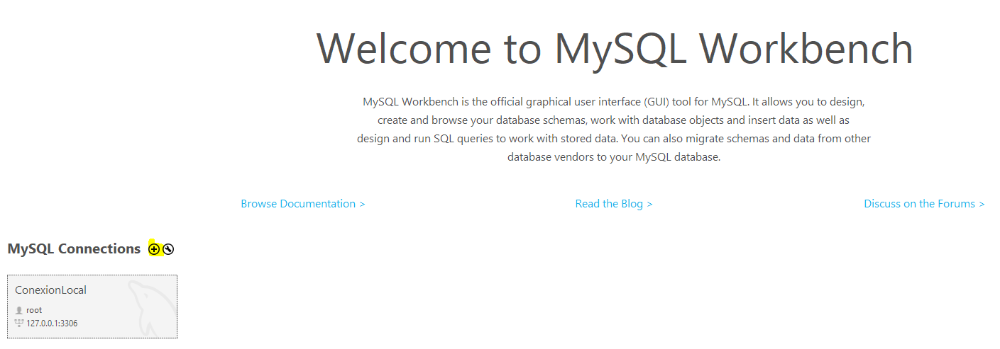 Welcome to MySQL Workbench
MySQL Workbench is the official graphical user interface (GUI) tool for MySQL. It allows you to design,
create and browse your database schemas, work with database objects and insert data as well as
design and run SQL queries to work with stored data. You can also migrate schemas and data from other
database vendors to your MySQL database.
Browse Documentation >
Read the Blog >
Discuss on the Forums >
MySQL Connections
ConexionLocal
root
127.0.0.1:3306